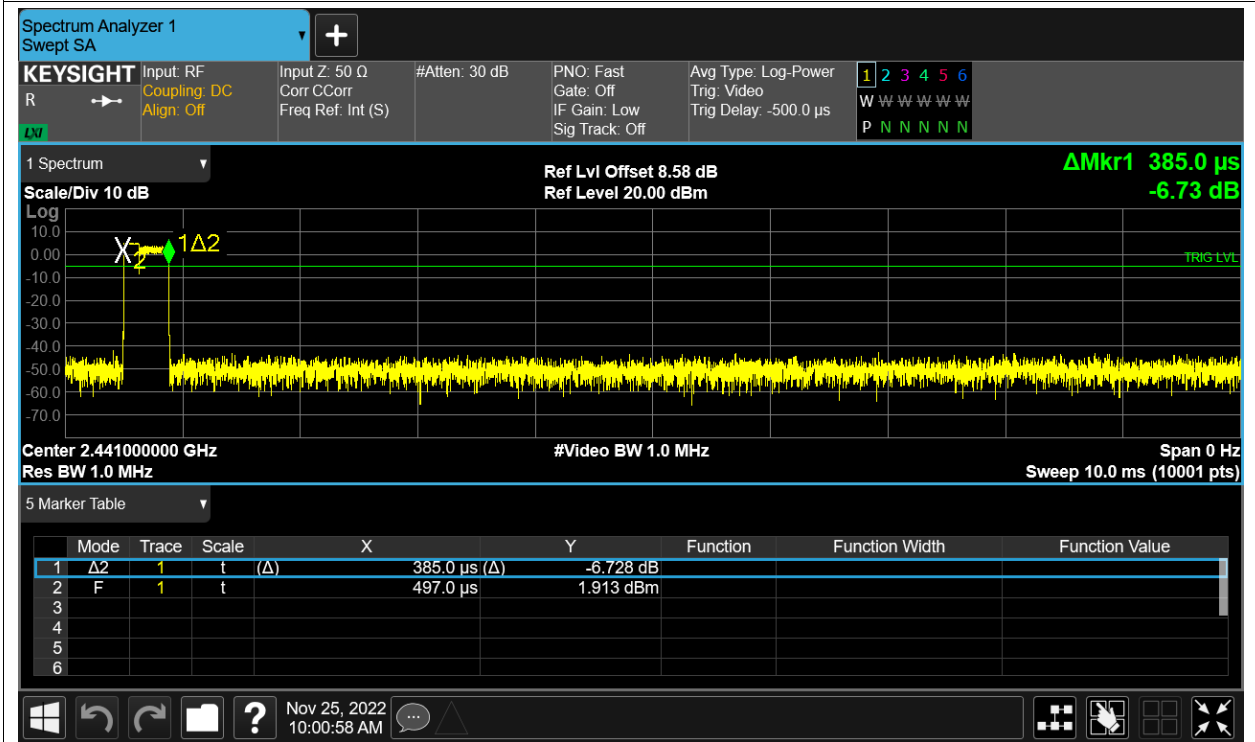 Spectrum Analyzer 1
Swept SA
+
KEYSIGHT Input: RF Input Z: 50 Ω #Atten: 30 dB PNO: Fast Avg Type: Log-Power 1 2 3 4 5 6
R Coupling: DC Corr CCorr Gate: Off Trig: Video W W W W W W
Align: Off Freq Ref: Int (S) IF Gain: Low Trig Delay: -500.0 µs
LXI Sig Track: Off P N N N N N
1 Spectrum Ref Lvl Offset 8.58 dB ΔMkr1 385.0 µs
Scale/Div 10 dB Ref Level 20.00 dBm -6.73 dB
Log
10.0
X 2 1Δ2
0.00 TRIG LVL
-10.0
-20.0
-30.0
-40.0
-50.0
-60.0
-70.0
Center 2.441000000 GHz #Video BW 1.0 MHz Span 0 Hz
Res BW 1.0 MHz Sweep 10.0 ms (10001 pts)
5 Marker Table
Mode Trace Scale X Y Function Function Width Function Value
1 Δ2 1 t (Δ) 385.0 µs (Δ) -6.728 dB
2 F 1 t 497.0 µs 1.913 dBm
3
4
5
6
? Nov 25, 2022
10:00:58 AM